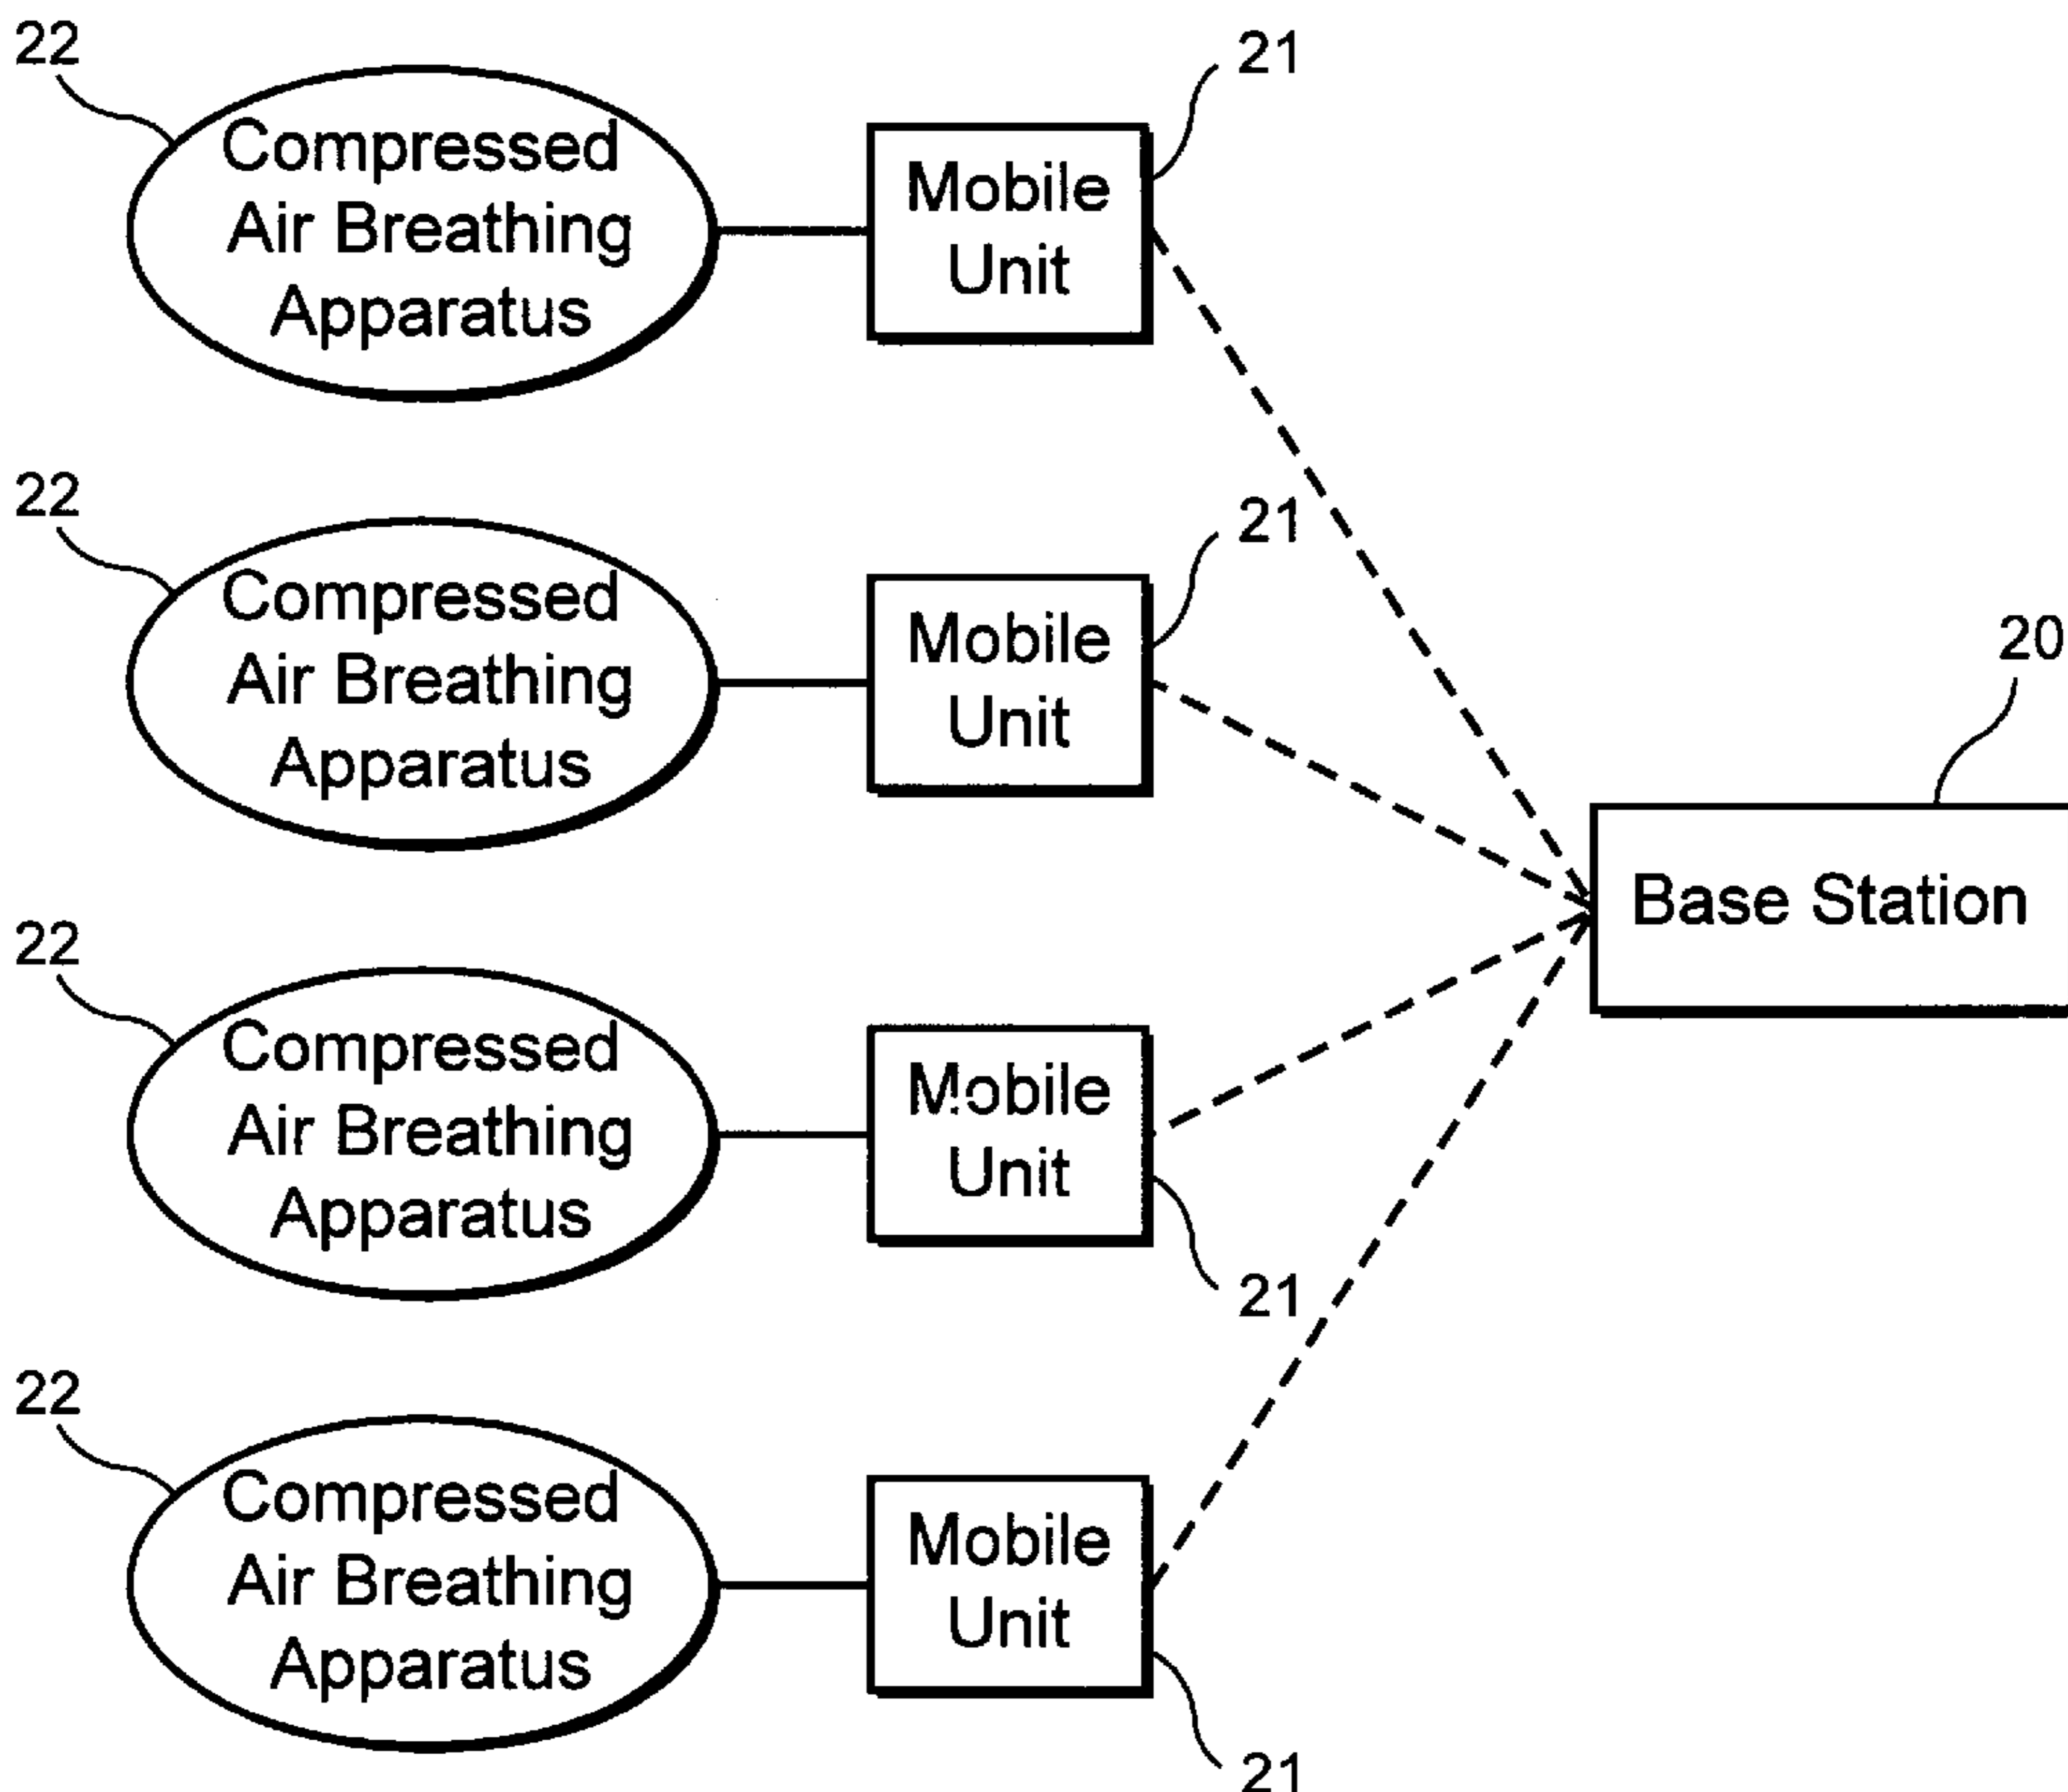 22
Compressed
Air Breathing
Apparatus
Mobile
Unit
21
22
Compressed
Air Breathing
Apparatus
Mobile
Unit
21
20
Base Station
22
Compressed
Air Breathing
Apparatus
Mobile
Unit
21
22
Compressed
Air Breathing
Apparatus
Mobile
Unit
21